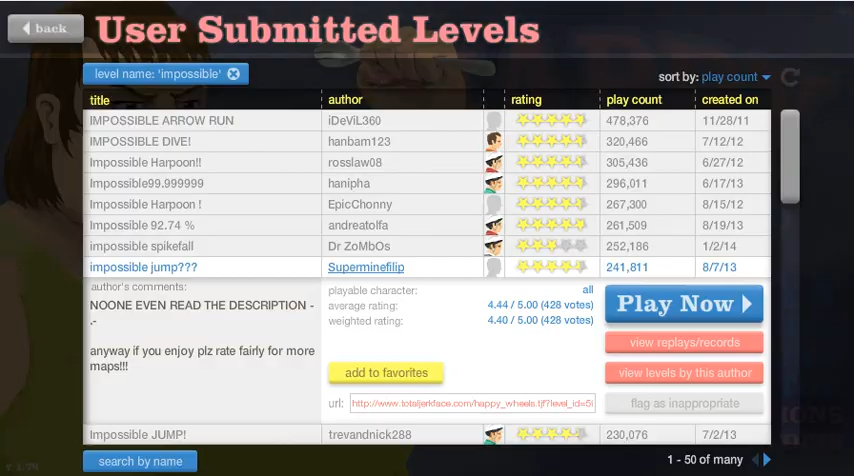 back
User Submitted Levels
level name: 'impossible'
sort by: play count
title author rating play count created on
IMPOSSIBLE ARROW RUN iDeViL360 478,376 11/28/11
IMPOSSIBLE DIVE! hanbam123 320,466 7/12/12
Impossible Harpoon!! rosslaw08 305,436 6/27/12
Impossible99.999999 hanipha 296,011 6/17/13
Impossible Harpoon ! EpicChonny 267,300 8/15/12
Impossible 92.74 % andreatolfa 261,509 8/19/13
impossible spikefall Dr ZoMbOs 252,186 1/2/14
impossible jump??? Superminefilip 241,811 8/7/13
author's comments:
NOONE EVEN READ THE DESCRIPTION -
.-
anyway if you enjoy plz rate fairly for more
maps!!!
playable character: all
average rating: 4.44 / 5.00 (428 votes)
weighted rating: 4.40 / 5.00 (428 votes)
add to favorites
url: http://www.totaljerkface.com/happy_wheels.tjf?level_id=5
Play Now
view replays/records
view levels by this author
flag as inappropriate
Impossible JUMP! trevandnick288 230,076 7/2/13
search by name
1 - 50 of many